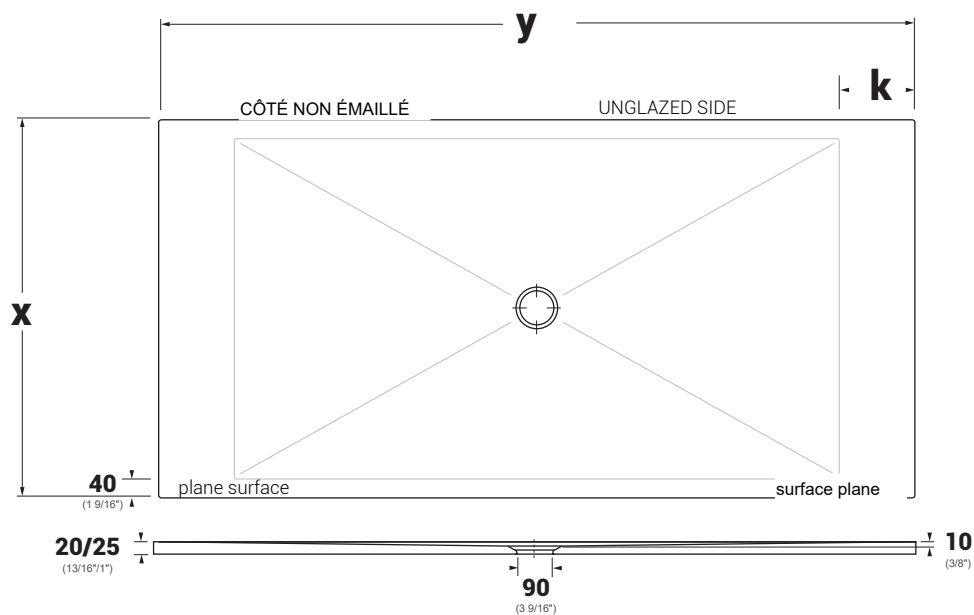 y
k
CÔTÉ NON ÉMAILLÉ UNGLAZED SIDE
x
40
(1 9/16")
plane surface surface plane
20/25
(13/16"/1")
10
(3/8")
90
(3 9/16")